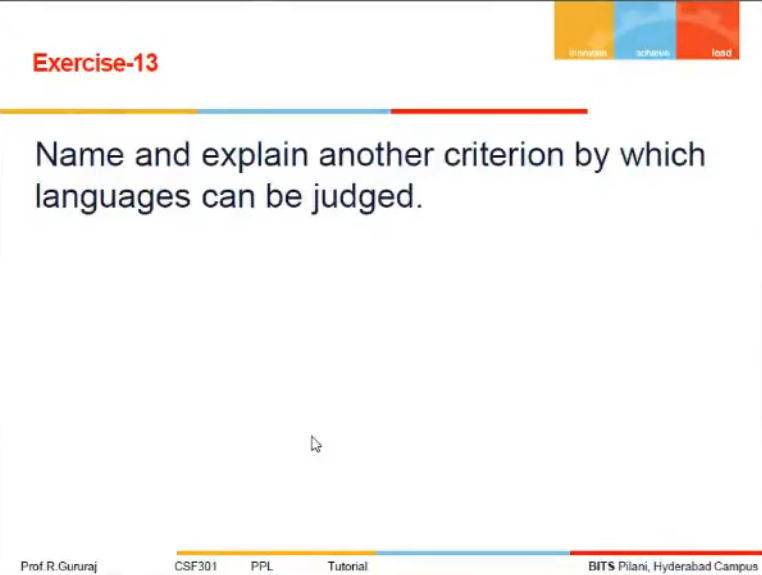 innovate achieve lead
Exercise-13
Name and explain another criterion by which
languages can be judged.
Prof.R.Gururaj CSF301 PPL Tutorial BITS Pilani, Hyderabad Campus